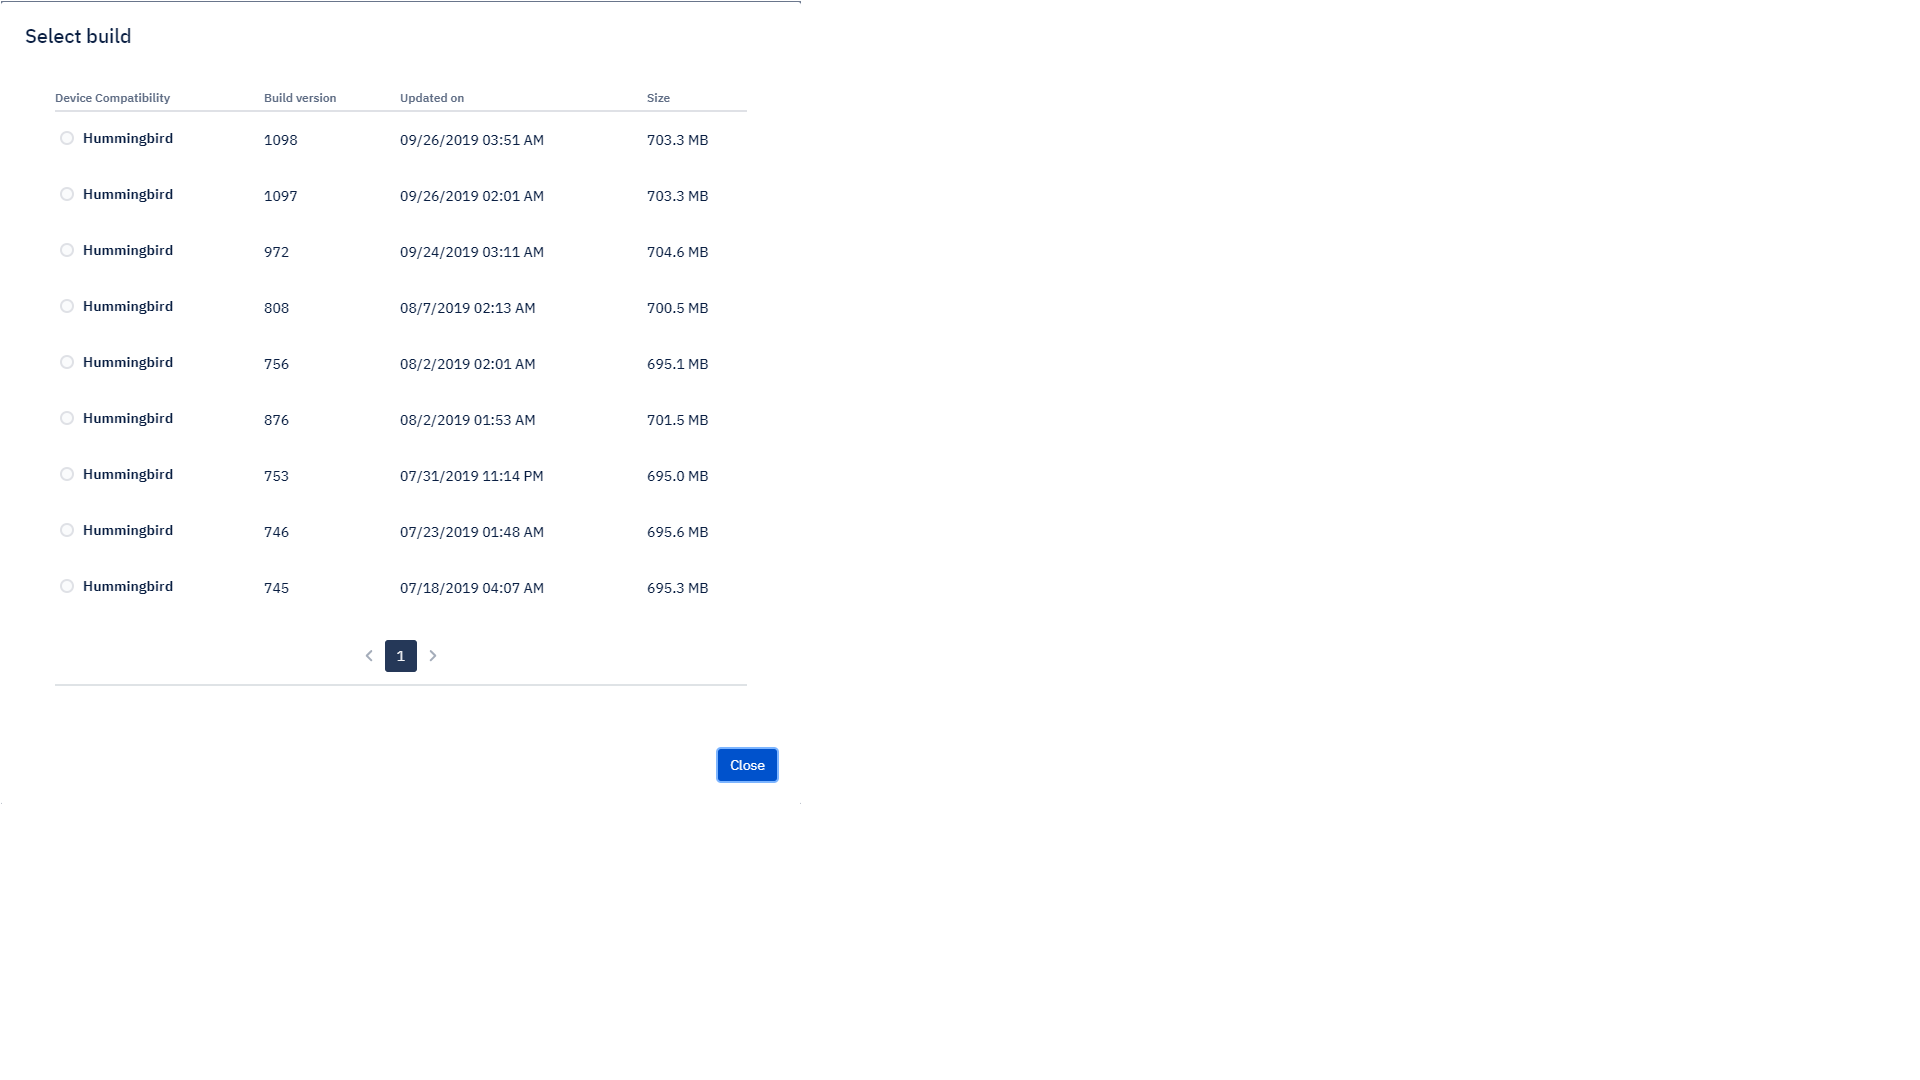 Select build
Device Compatibility Build version Updated on Size
Hummingbird 1098 09/26/2019 03:51 AM 703.3 MB
Hummingbird 1097 09/26/2019 02:01 AM 703.3 MB
Hummingbird 972 09/24/2019 03:11 AM 704.6 MB
Hummingbird 808 08/7/2019 02:13 AM 700.5 MB
Hummingbird 756 08/2/2019 02:01 AM 695.1 MB
Hummingbird 876 08/2/2019 01:53 AM 701.5 MB
Hummingbird 753 07/31/2019 11:14 PM 695.0 MB
Hummingbird 746 07/23/2019 01:48 AM 695.6 MB
Hummingbird 745 07/18/2019 04:07 AM 695.3 MB
1
Close